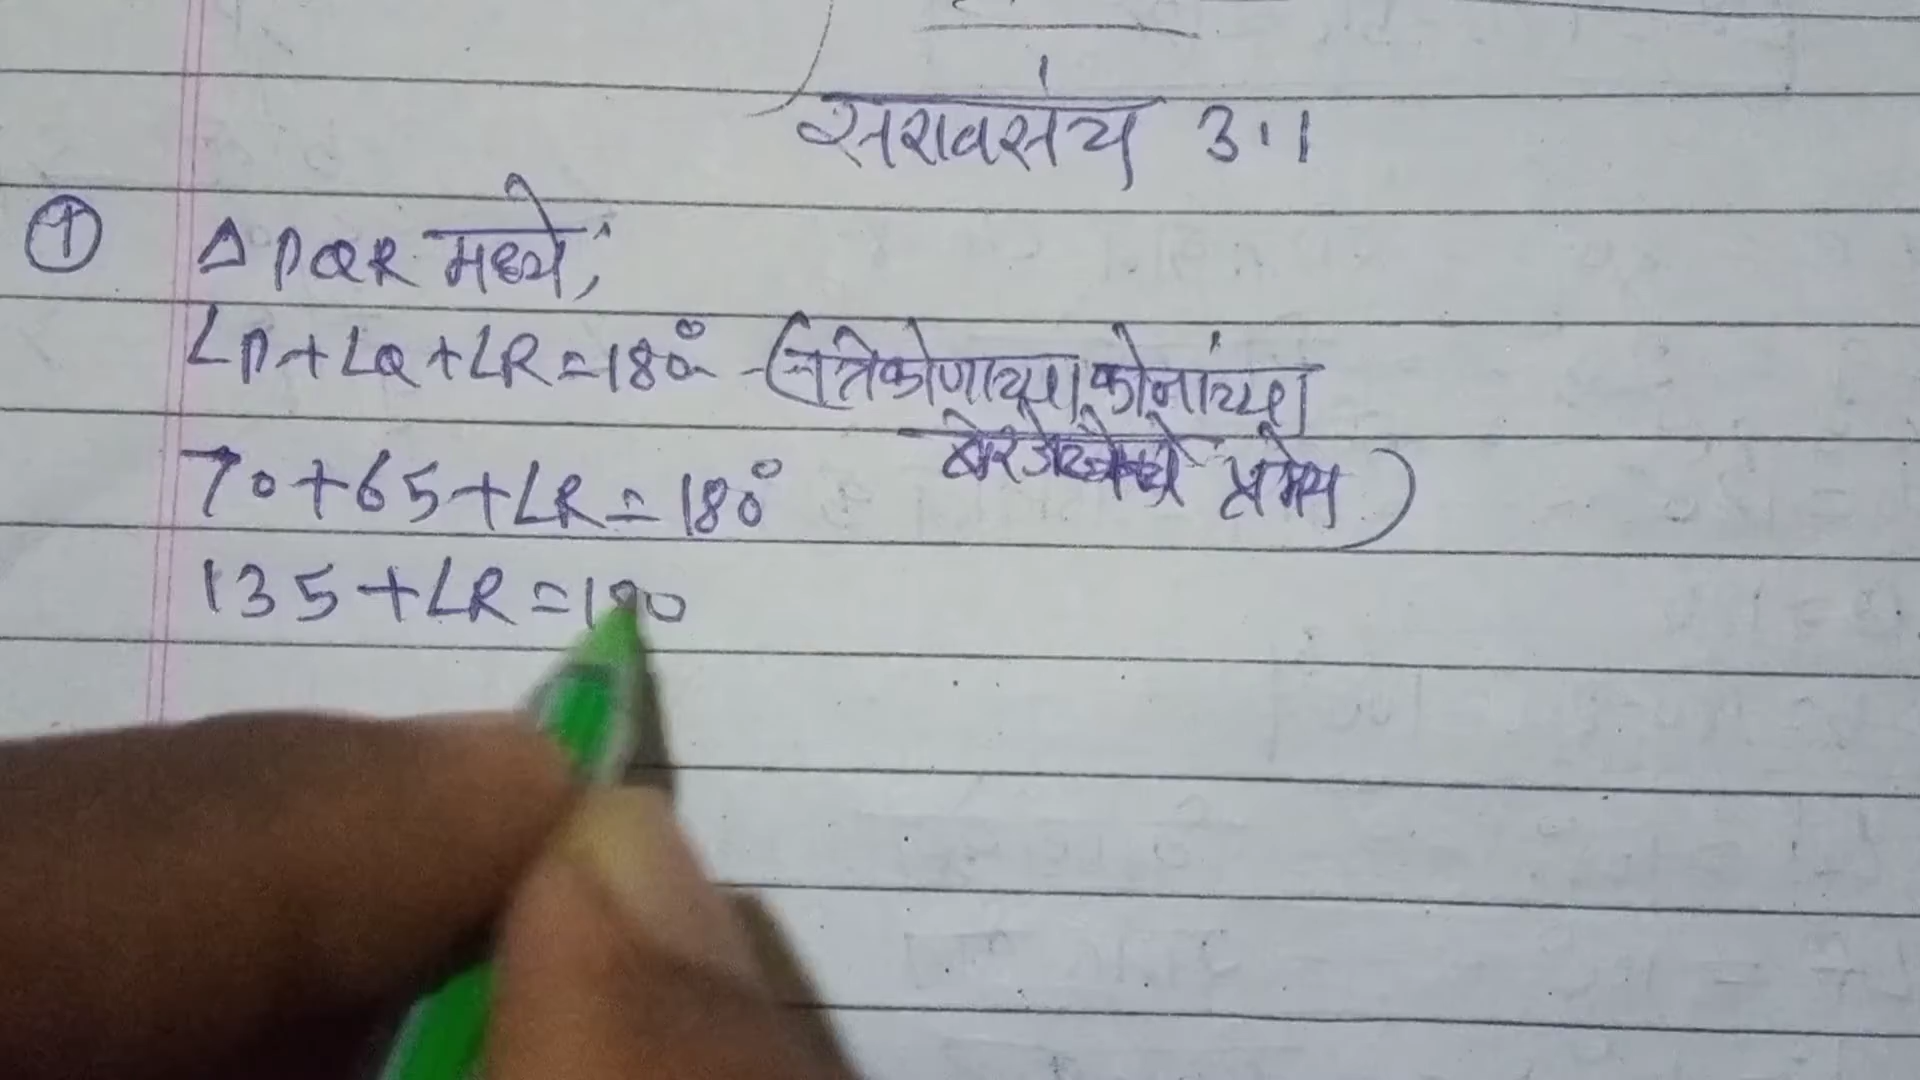 सरावसंच 3.1
① △PQR मध्ये,
∠P+∠Q+∠R=180° - (त्रिकोणाच्या कोनांच्या
बेरजेचे प्रमेय)
70+65+∠R=180°
135+∠R=180